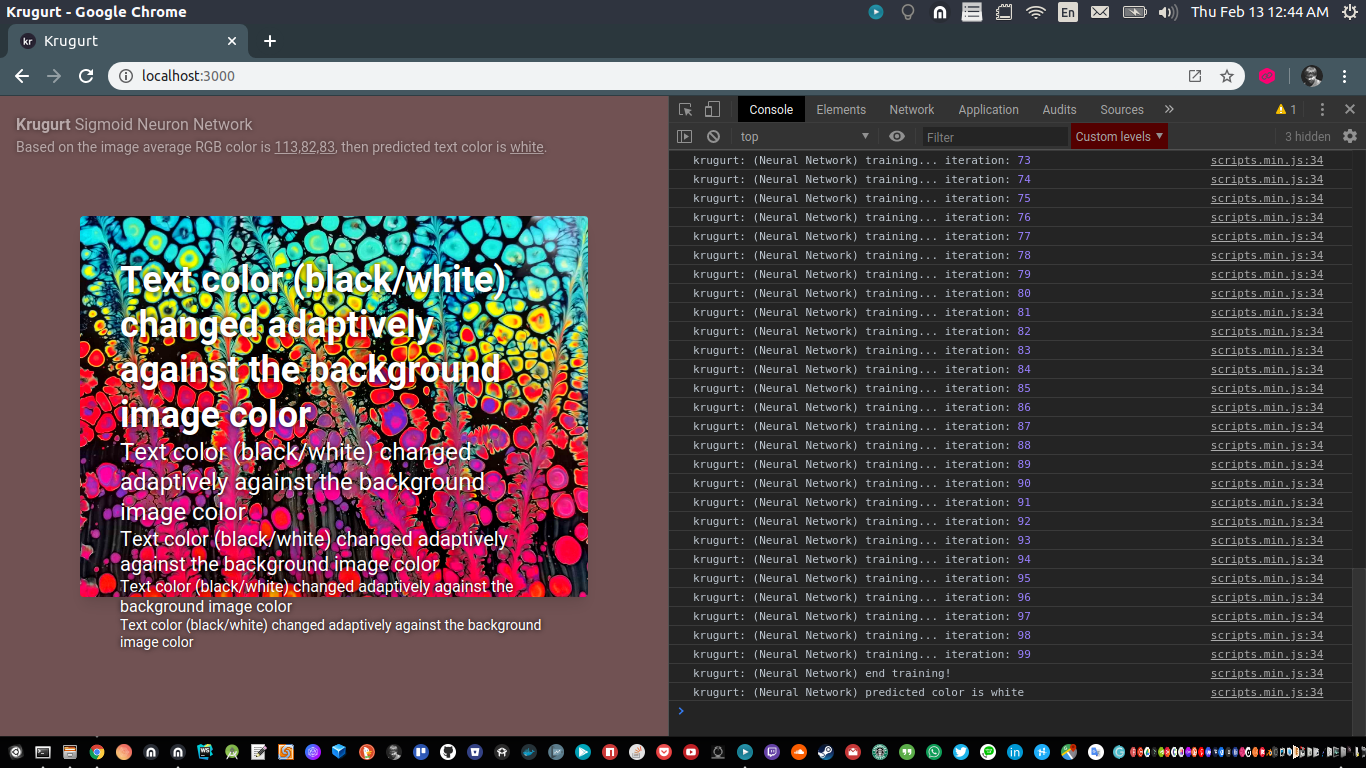 Krugurt - Google Chrome
En
Thu Feb 13 12:44 AM
kr Krugurt
localhost:3000
Krugurt Sigmoid Neuron Network
Based on the image average RGB color is 113,82,83, then predicted text color is white.
Text color (black/white)
changed adaptively
against the background
image color
Text color (black/white) changed
adaptively against the background
image color
Text color (black/white) changed adaptively
against the background image color
Text color (black/white) changed adaptively against the
background image color
Text color (black/white) changed adaptively against the background
image color
Console Elements Network Application Audits Sources » 1
top Filter Custom levels 3 hidden
krugurt: (Neural Network) training... iteration: 73 scripts.min.js:34
krugurt: (Neural Network) training... iteration: 74 scripts.min.js:34
krugurt: (Neural Network) training... iteration: 75 scripts.min.js:34
krugurt: (Neural Network) training... iteration: 76 scripts.min.js:34
krugurt: (Neural Network) training... iteration: 77 scripts.min.js:34
krugurt: (Neural Network) training... iteration: 78 scripts.min.js:34
krugurt: (Neural Network) training... iteration: 79 scripts.min.js:34
krugurt: (Neural Network) training... iteration: 80 scripts.min.js:34
krugurt: (Neural Network) training... iteration: 81 scripts.min.js:34
krugurt: (Neural Network) training... iteration: 82 scripts.min.js:34
krugurt: (Neural Network) training... iteration: 83 scripts.min.js:34
krugurt: (Neural Network) training... iteration: 84 scripts.min.js:34
krugurt: (Neural Network) training... iteration: 85 scripts.min.js:34
krugurt: (Neural Network) training... iteration: 86 scripts.min.js:34
krugurt: (Neural Network) training... iteration: 87 scripts.min.js:34
krugurt: (Neural Network) training... iteration: 88 scripts.min.js:34
krugurt: (Neural Network) training... iteration: 89 scripts.min.js:34
krugurt: (Neural Network) training... iteration: 90 scripts.min.js:34
krugurt: (Neural Network) training... iteration: 91 scripts.min.js:34
krugurt: (Neural Network) training... iteration: 92 scripts.min.js:34
krugurt: (Neural Network) training... iteration: 93 scripts.min.js:34
krugurt: (Neural Network) training... iteration: 94 scripts.min.js:34
krugurt: (Neural Network) training... iteration: 95 scripts.min.js:34
krugurt: (Neural Network) training... iteration: 96 scripts.min.js:34
krugurt: (Neural Network) training... iteration: 97 scripts.min.js:34
krugurt: (Neural Network) training... iteration: 98 scripts.min.js:34
krugurt: (Neural Network) training... iteration: 99 scripts.min.js:34
krugurt: (Neural Network) end training! scripts.min.js:34
krugurt: (Neural Network) predicted color is white scripts.min.js:34